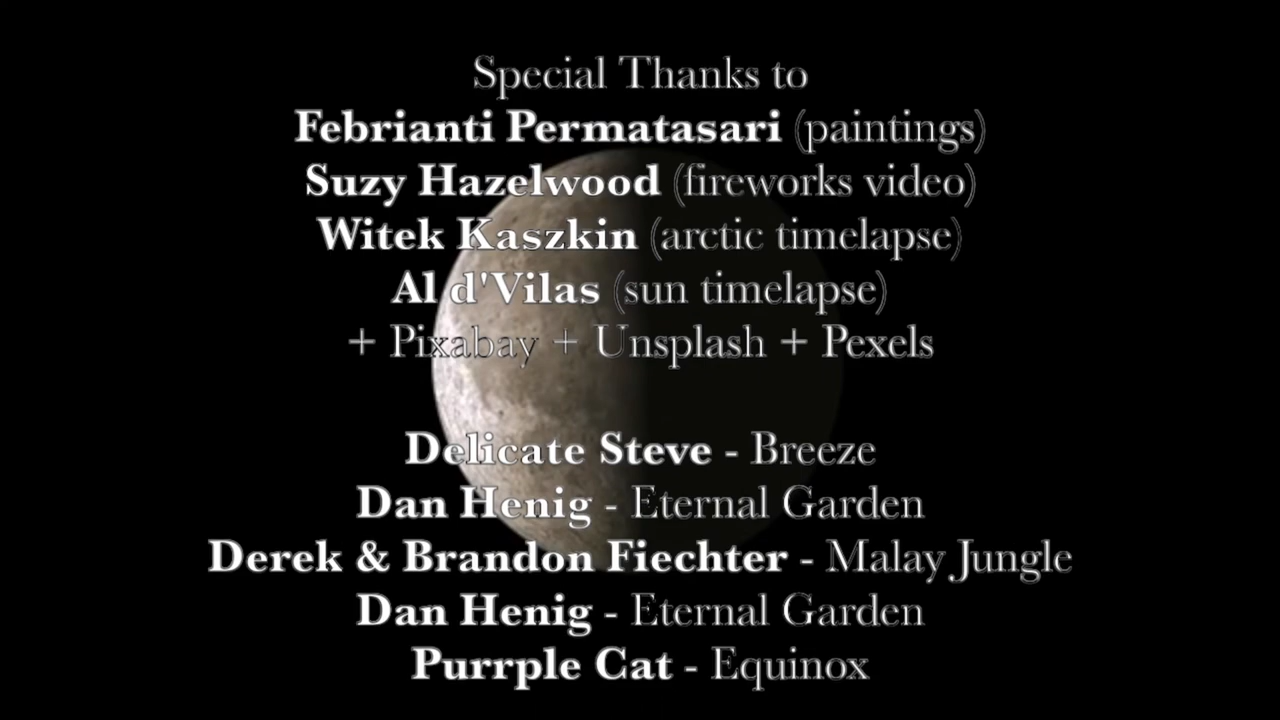 Special Thanks to
Febrianti Permatasari (paintings)
Suzy Hazelwood (fireworks video)
Witek Kaszkin (arctic timelapse)
Al d'Vilas (sun timelapse)
+ Pixabay + Unsplash + Pexels
Delicate Steve - Breeze
Dan Henig - Eternal Garden
Derek & Brandon Fiechter - Malay Jungle
Dan Henig - Eternal Garden
Purrple Cat - Equinox